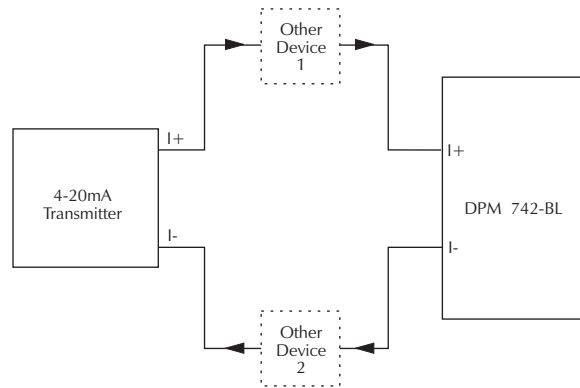 Other
Device
1
I+
I+
4-20mA
Transmitter
DPM 742-BL
I-
I-
Other
Device
2